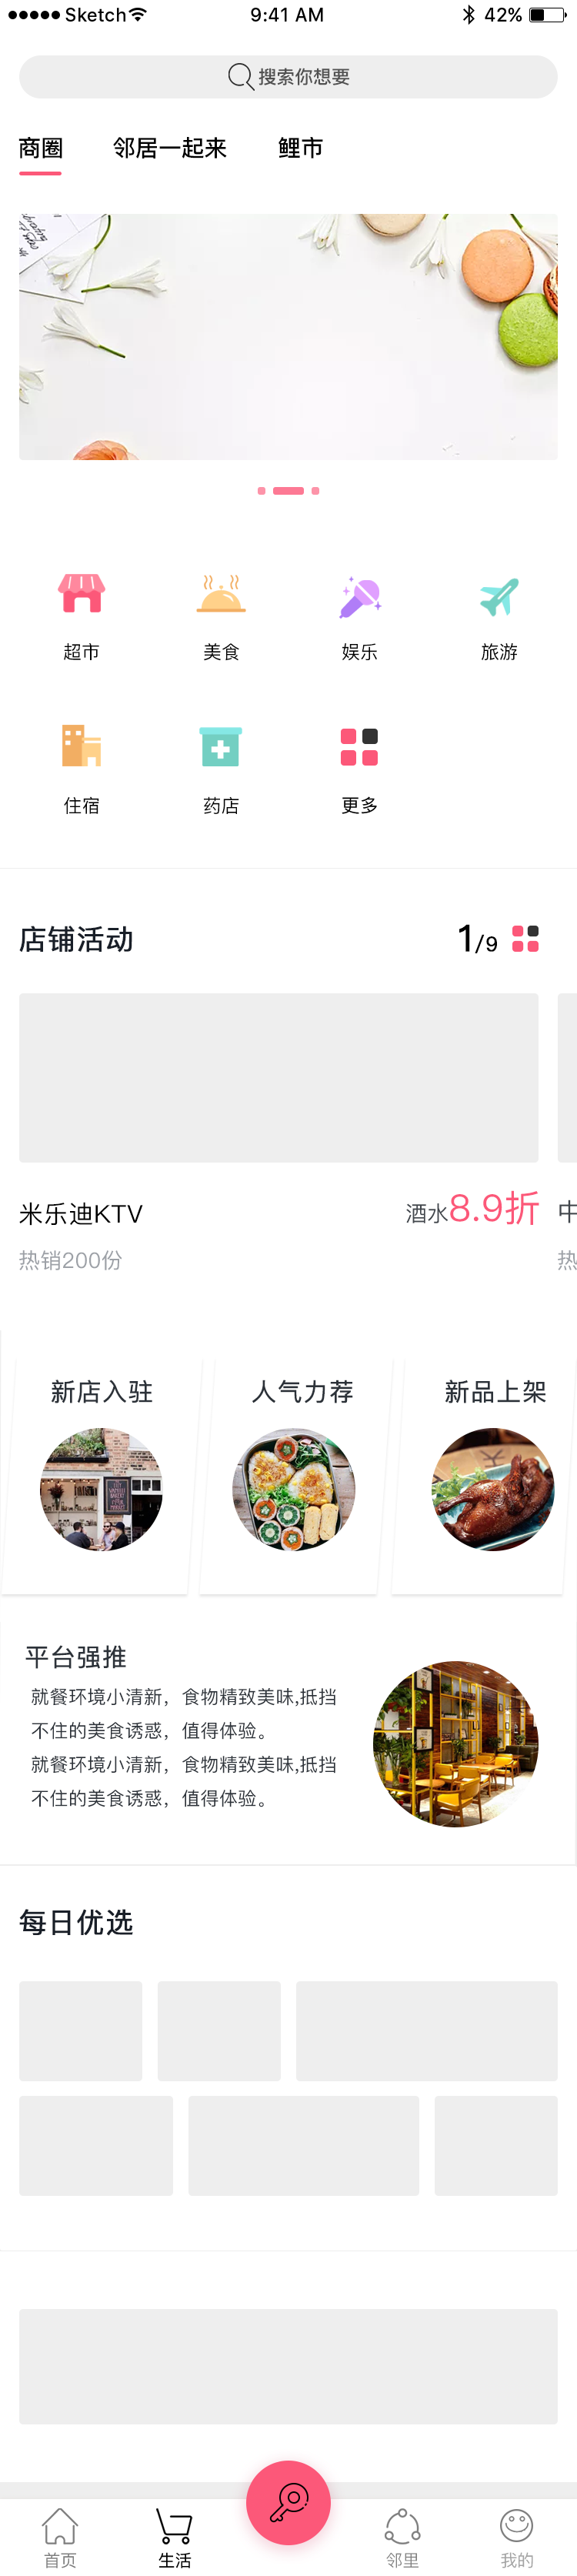 Sketch 9:41 AM 42%
搜索你想要
商圈 邻居一起来 鲤市
超市 美食 娱乐 旅游
住宿 药店 更多
店铺活动 1/9
米乐迪KTV 酒水8.9折 中
热销200份 热
新店入驻 人气力荐 新品上架
平台强推
就餐环境小清新，食物精致美味,抵挡
不住的美食诱惑，值得体验。
就餐环境小清新，食物精致美味,抵挡
不住的美食诱惑，值得体验。
每日优选
首页 生活 邻里 我的